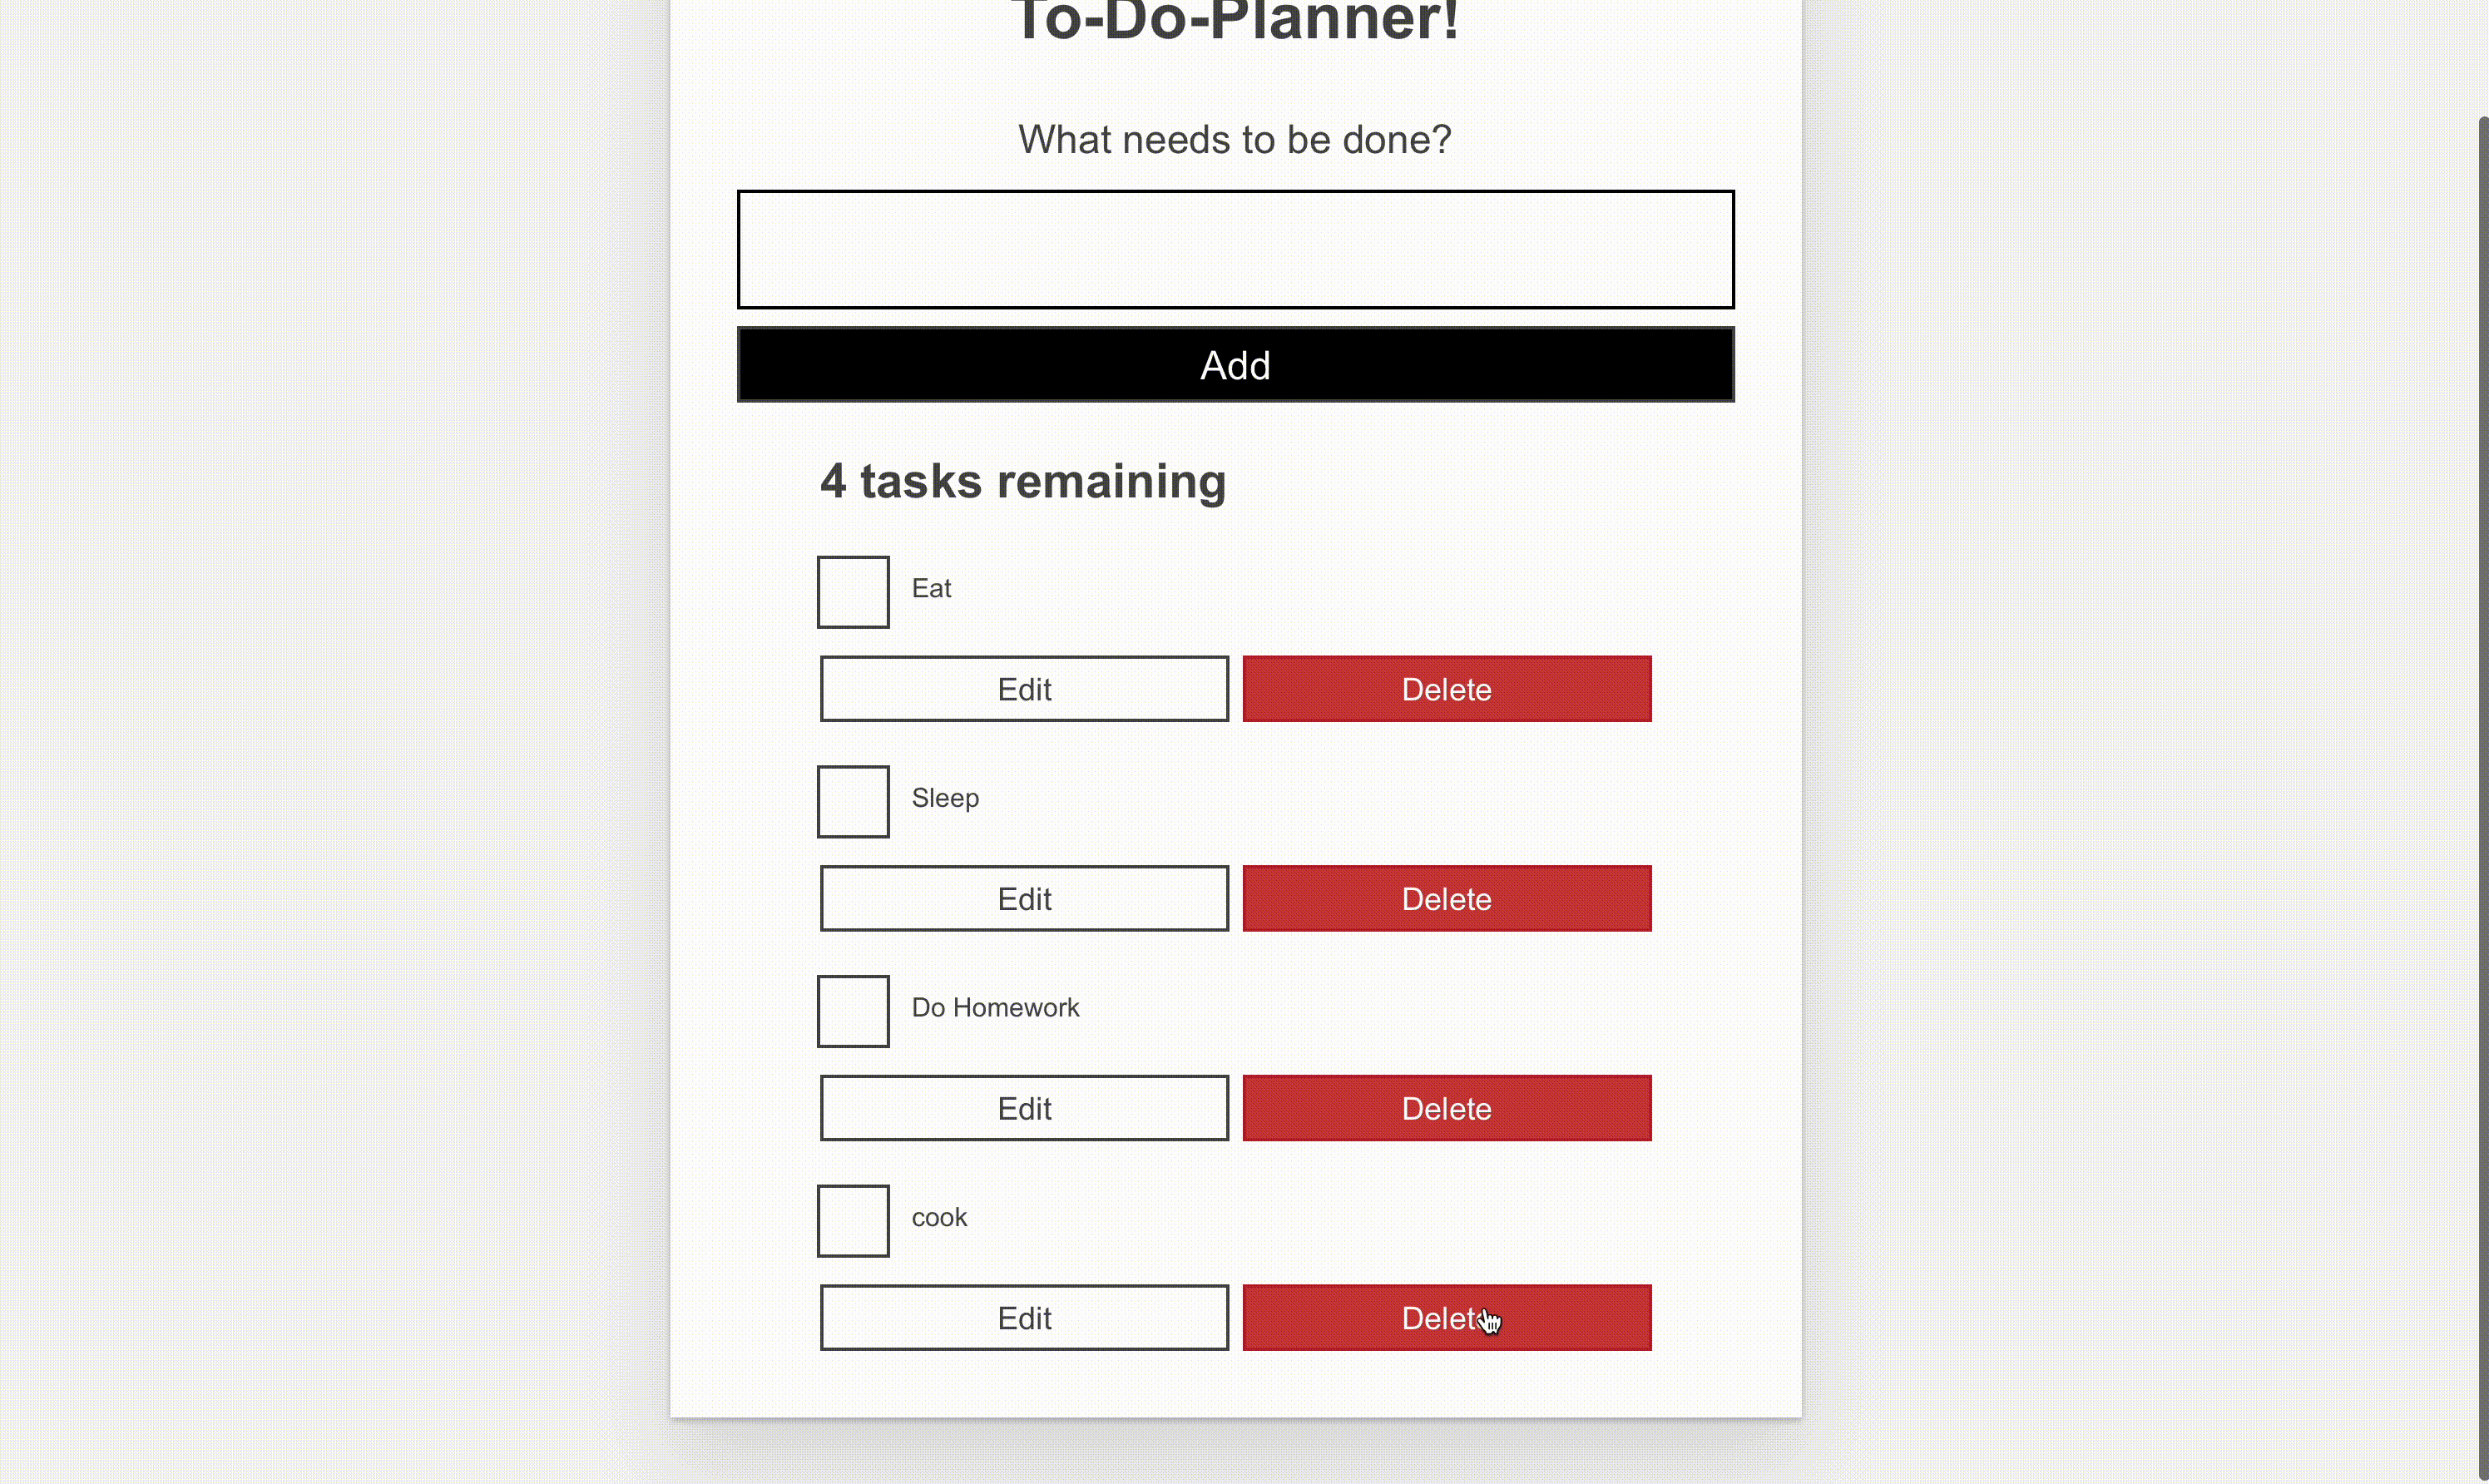 To-Do-Planner!
What needs to be done?
Add
4 tasks remaining
Eat
Edit Delete
Sleep
Edit Delete
Do Homework
Edit Delete
cook
Edit Delete